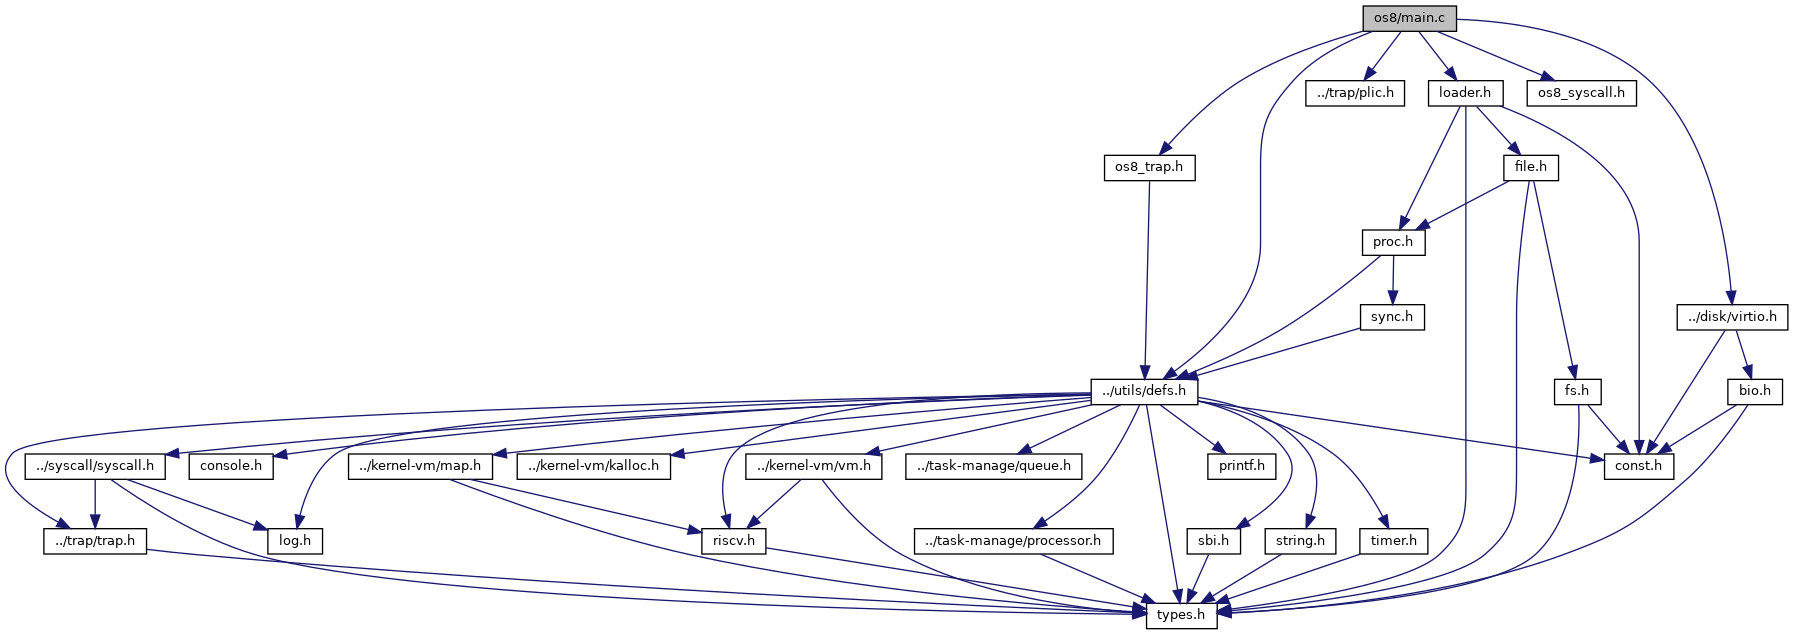 os8/main.c
../trap/plic.h
loader.h
os8_syscall.h
os8_trap.h
file.h
proc.h
sync.h
../disk/virtio.h
../utils/defs.h
fs.h
bio.h
../syscall/syscall.h
console.h
../kernel-vm/map.h
../kernel-vm/kalloc.h
../kernel-vm/vm.h
../task-manage/queue.h
printf.h
const.h
../trap/trap.h
log.h
riscv.h
../task-manage/processor.h
sbi.h
string.h
timer.h
types.h